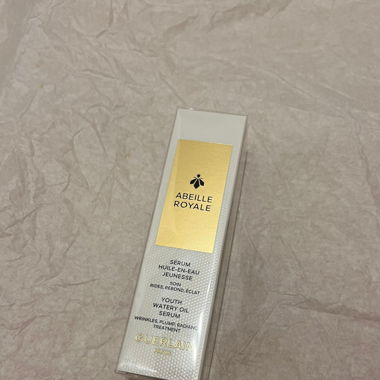 ABEILLE
ROYALE
SÉRUM
HUILE-EN-EAU
JEUNESSE
SOIN
RIDES, REBOND, ÉCLAT
YOUTH
WATERY OIL
SERUM
WRINKLES, PLUMP, RADIANCE
TREATMENT
GUERLAIN